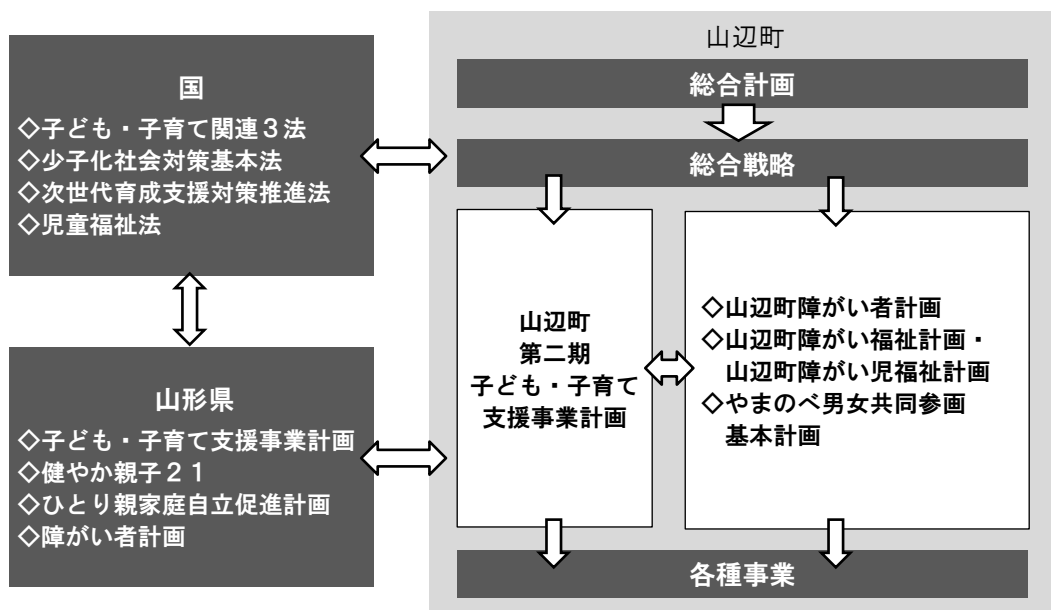 国
◇子ども・子育て関連３法
◇少子化社会対策基本法
◇次世代育成支援対策推進法
◇児童福祉法
山形県
◇子ども・子育て支援事業計画
◇健やか親子２１
◇ひとり親家庭自立促進計画
◇障がい者計画
山辺町
総合計画
総合戦略
山辺町
第二期
子ども・子育て
支援事業計画
◇山辺町障がい者計画
◇山辺町障がい福祉計画・
山辺町障がい児福祉計画
◇やまのべ男女共同参画
基本計画
各種事業